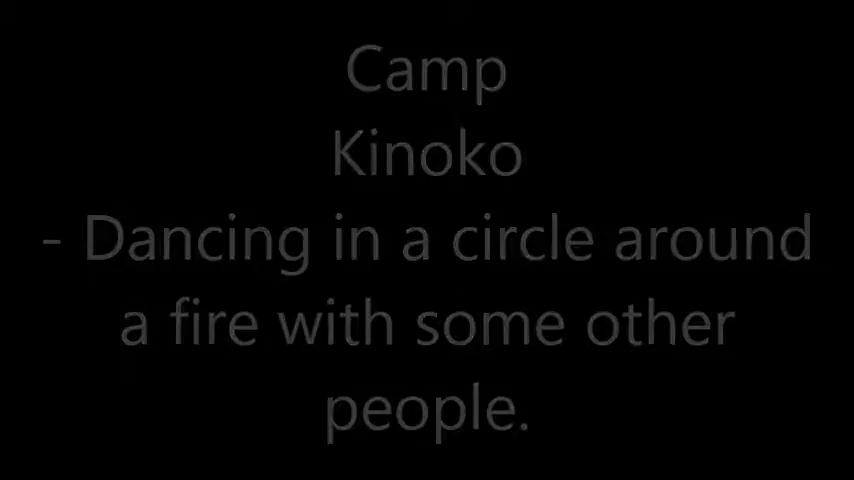 Camp
Kinoko
- Dancing in a circle around
a fire with some other
people.